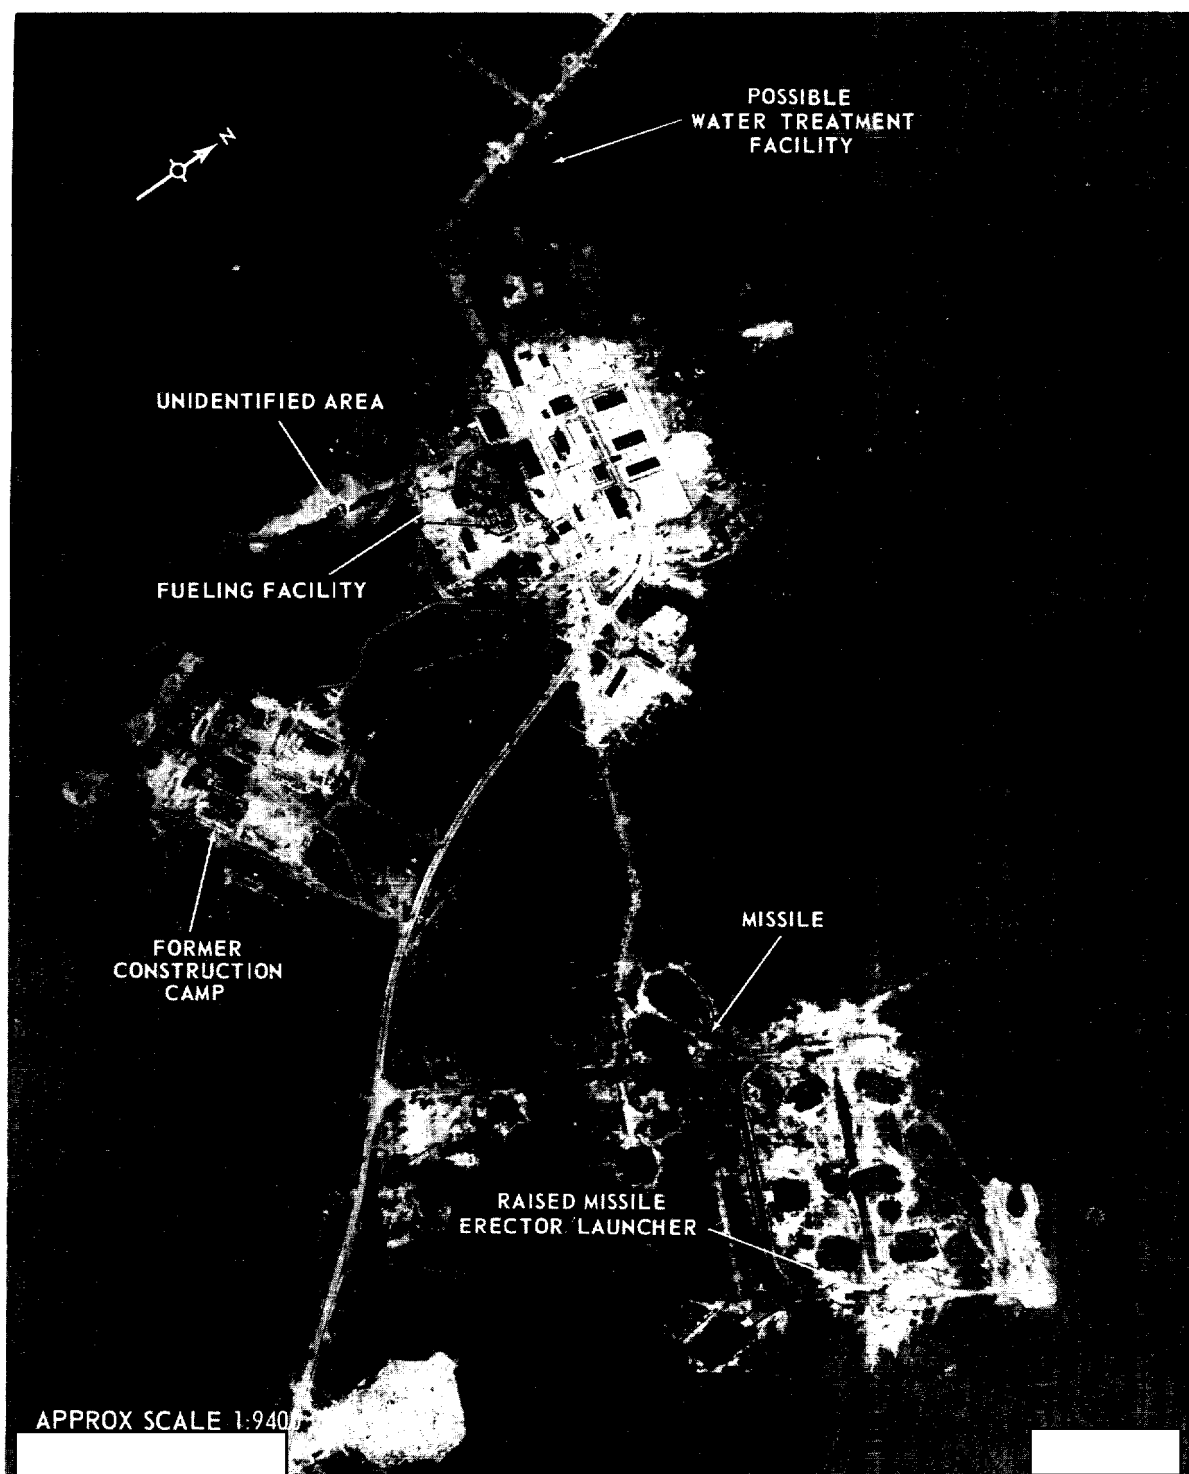 POSSIBLE
WATER TREATMENT
FACILITY
N
UNIDENTIFIED AREA
FUELING FACILITY
MISSILE
FORMER
CONSTRUCTION
CAMP
RAISED MISSILE
ERECTOR/LAUNCHER
APPROX SCALE 1:9400